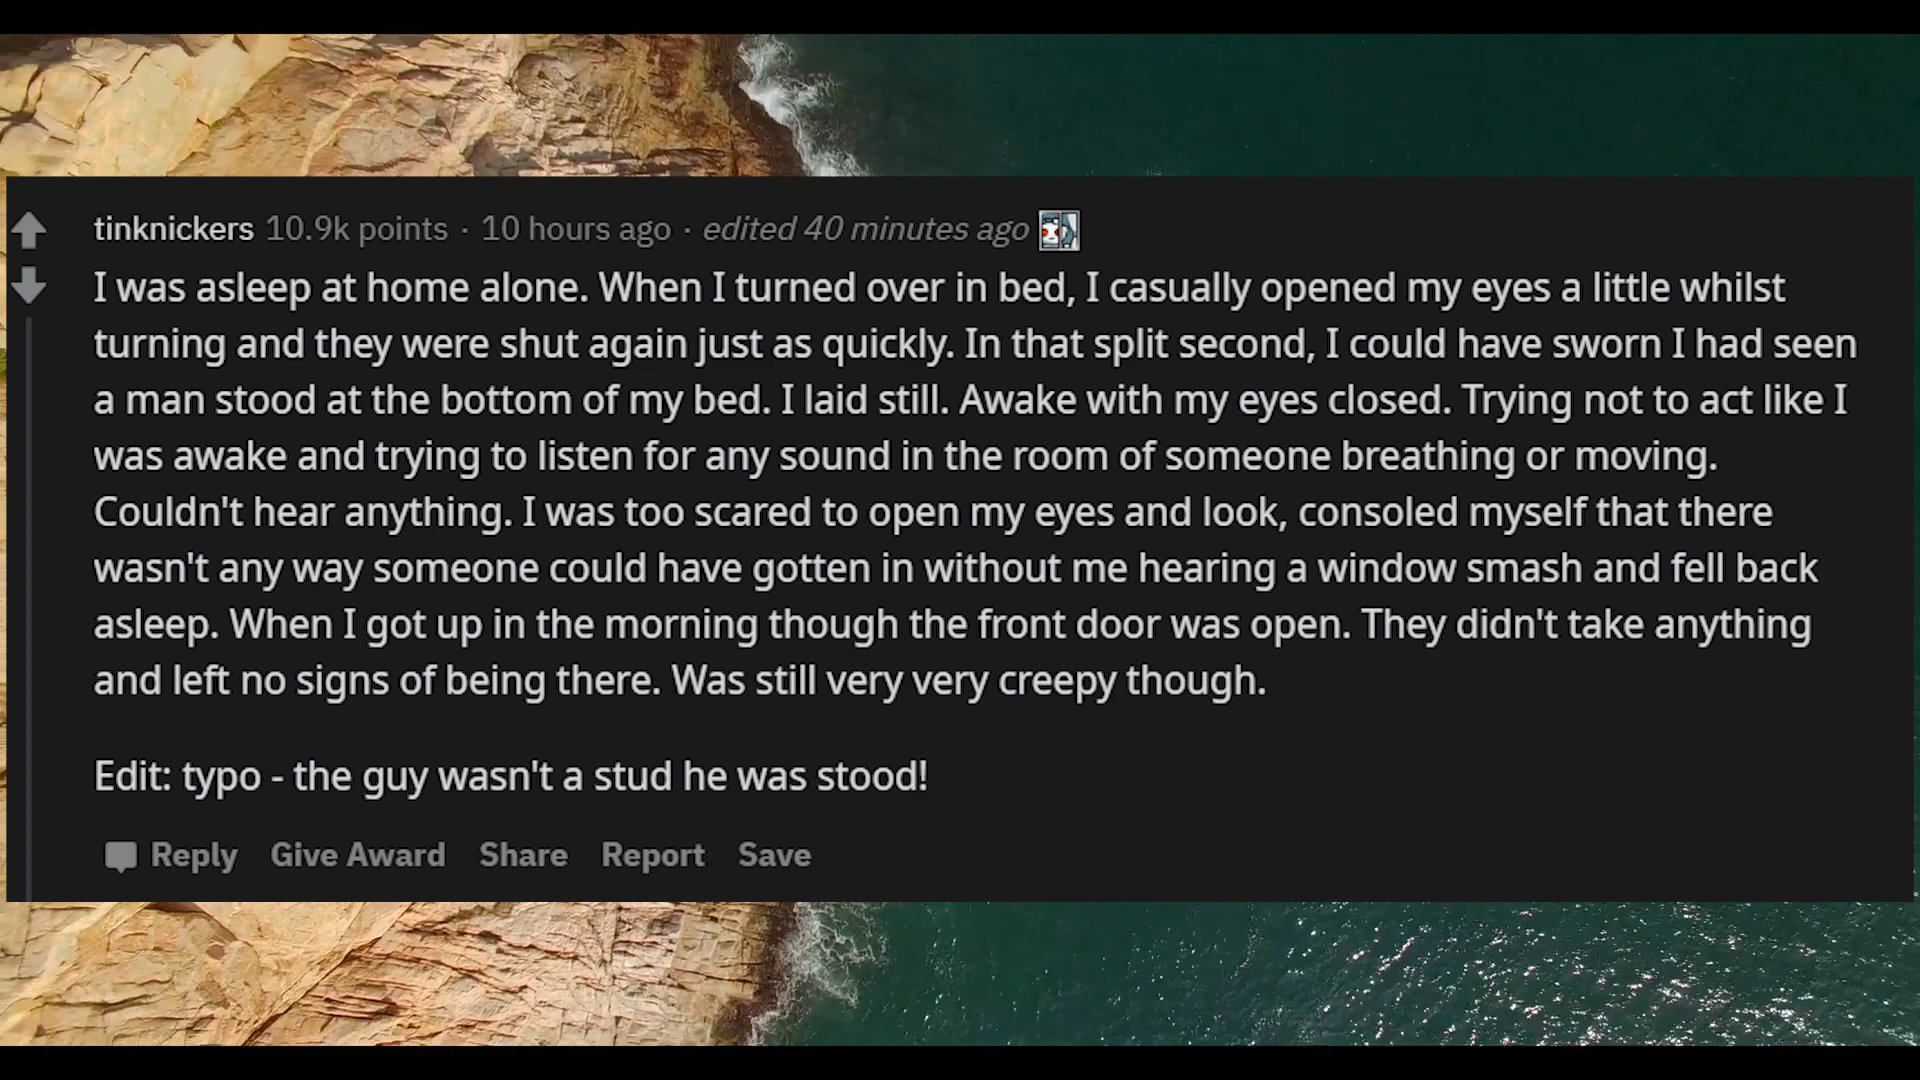 tinknickers 10.9k points · 10 hours ago · edited 40 minutes ago
I was asleep at home alone. When I turned over in bed, I casually opened my eyes a little whilst
turning and they were shut again just as quickly. In that split second, I could have sworn I had seen
a man stood at the bottom of my bed. I laid still. Awake with my eyes closed. Trying not to act like I
was awake and trying to listen for any sound in the room of someone breathing or moving.
Couldn't hear anything. I was too scared to open my eyes and look, consoled myself that there
wasn't any way someone could have gotten in without me hearing a window smash and fell back
asleep. When I got up in the morning though the front door was open. They didn't take anything
and left no signs of being there. Was still very very creepy though.
Edit: typo - the guy wasn't a stud he was stood!
Reply Give Award Share Report Save